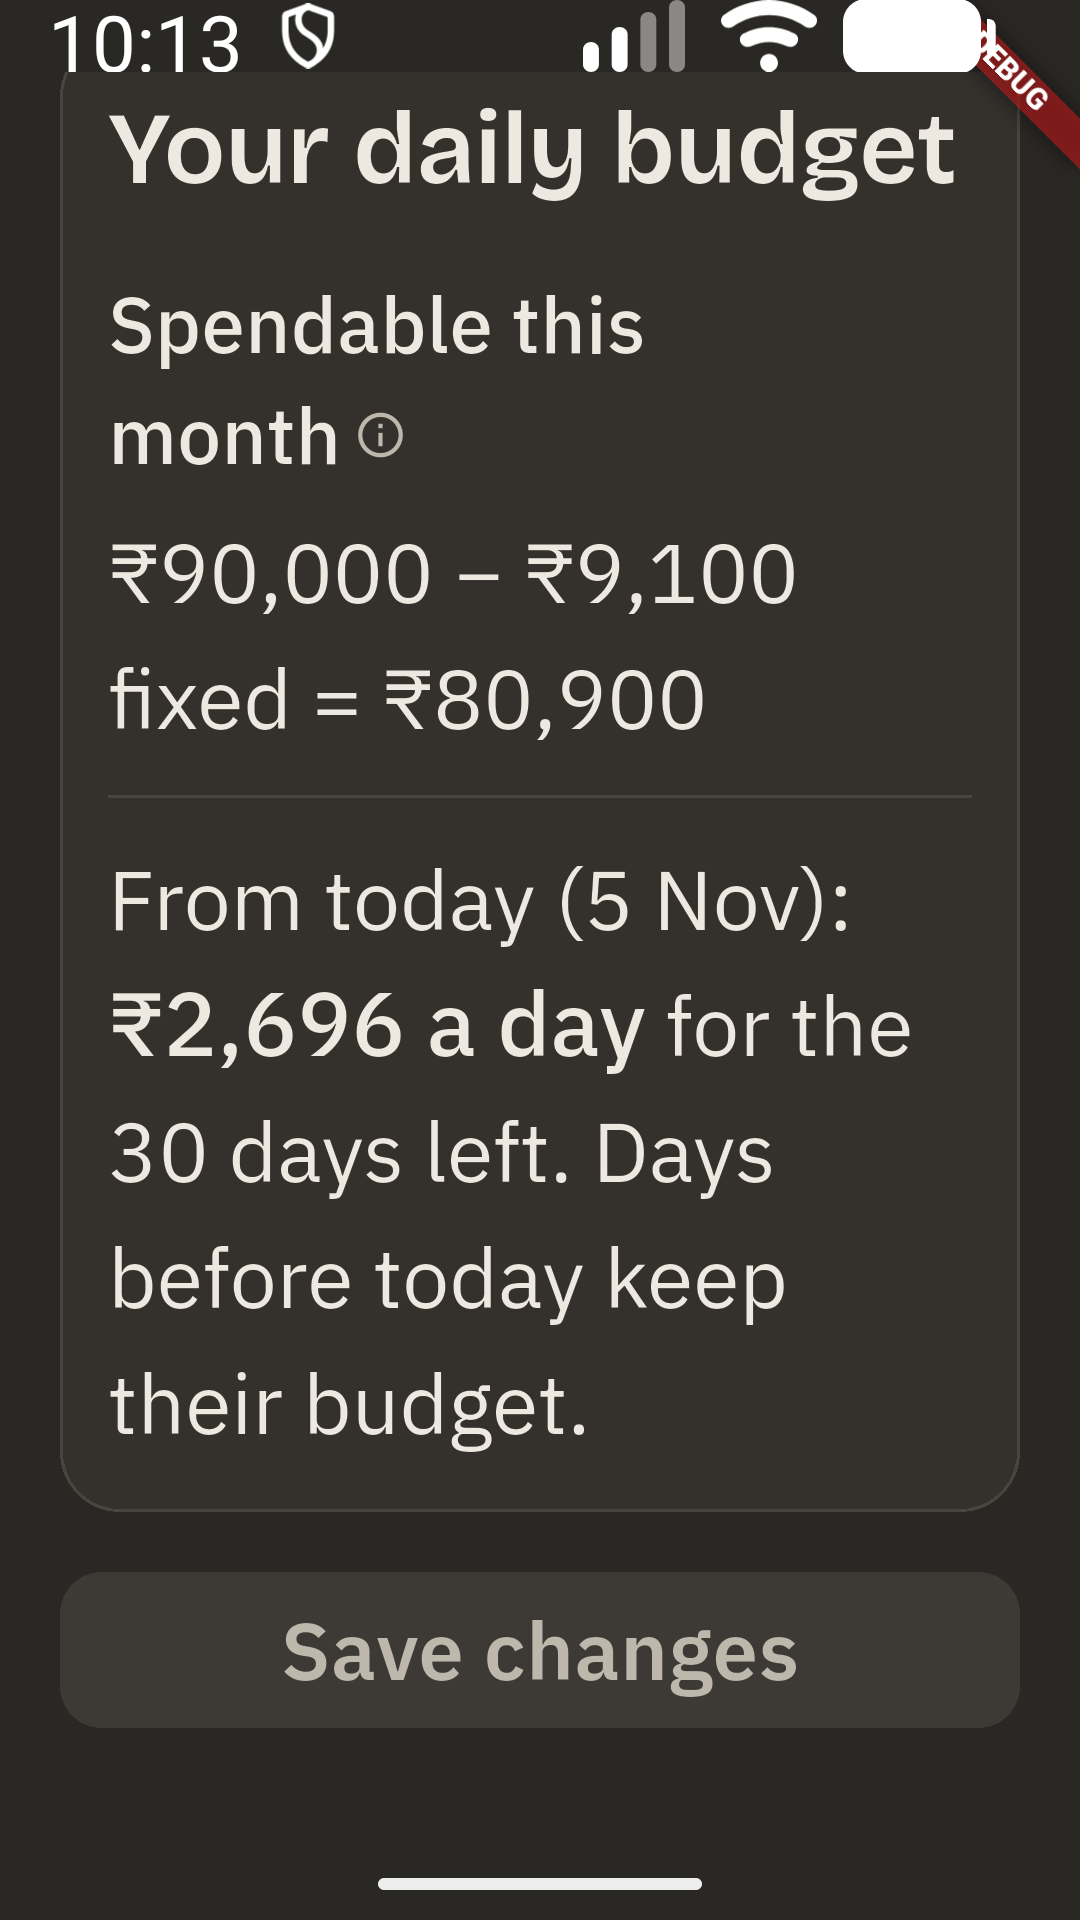 10:13
DEBUG
Your daily budget
Spendable this
month
₹90,000 – ₹9,100
fixed = ₹80,900
From today (5 Nov):
₹2,696 a day for the
30 days left. Days
before today keep
their budget.
Save changes